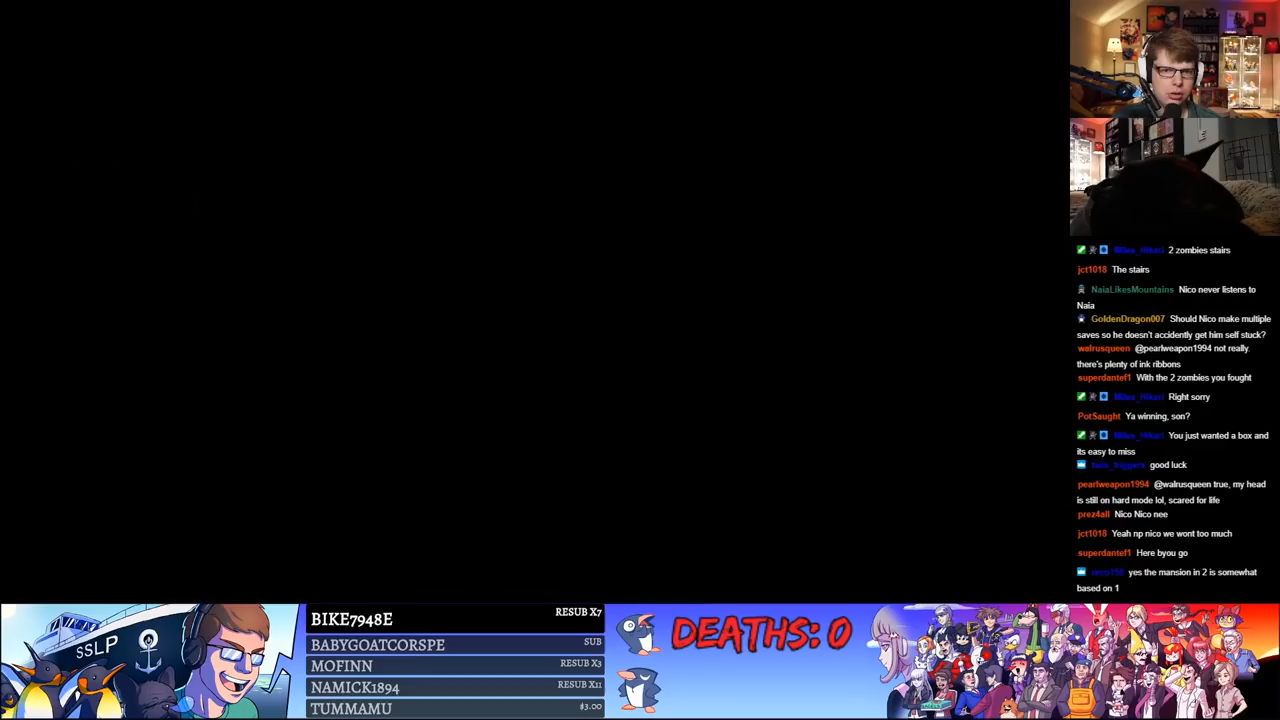 2 zombies stairs
jct1018 The stairs
NaiaLikesMountains Nico never listens to
Naia
GoldenDragon007 Should Nico make multiple
saves so he doesn't accidently get him self stuck?
walrusqueen @pearlweapon1994 not really.
there's plenty of ink ribbons
superdantef1 With the 2 zombies you fought
Right sorry
PotSaught Ya winning, son?
You just wanted a box and
its easy to miss
good luck
pearlweapon1994 @walrusqueen true, my head
is still on hard mode lol, scared for life
prez4all Nico Nico nee
jct1018 Yeah np nico we wont too much
superdantef1 Here byou go
yes the mansion in 2 is somewhat
based on 1
SSLP
BIKE7948E RESUB X7
BABYGOATCORSPE SUB
MOFINN RESUB X3
NAMICK1894 RESUB X11
TUMMAMU $3.00
DEATHS: 0